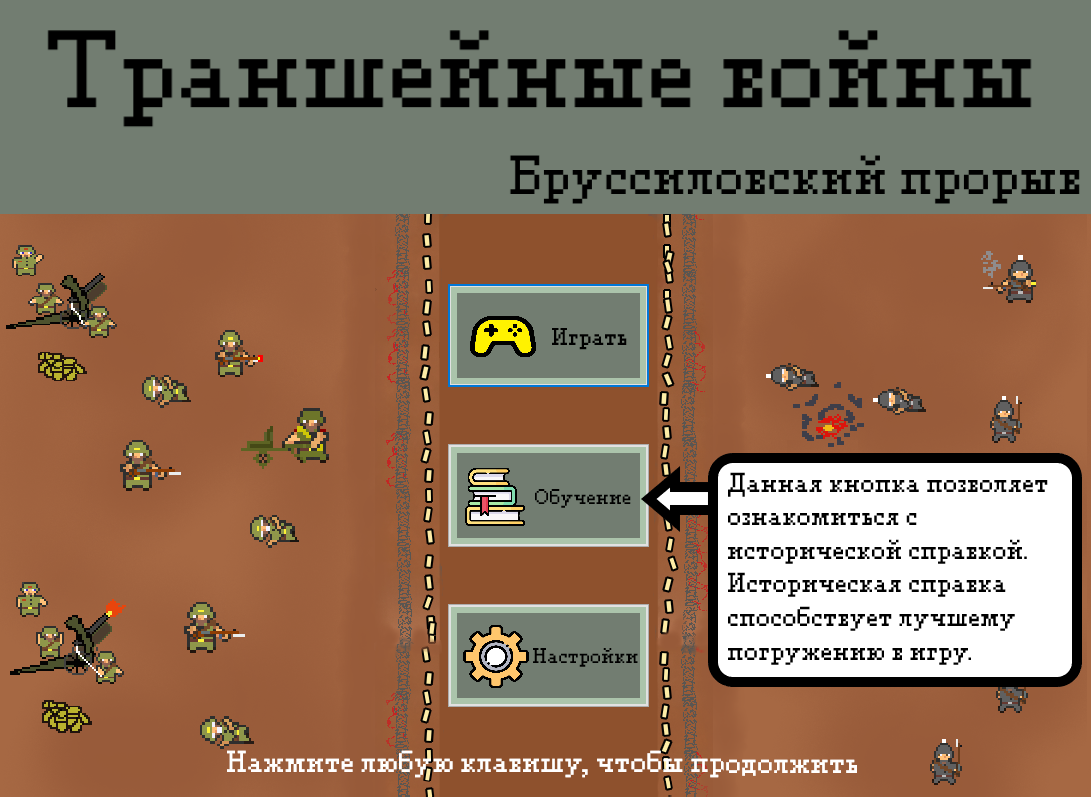 Траншейные войны
Бруссиловский прорыв
Играть
Обучение
Данная кнопка позволяет
ознакомиться с
исторической справкой.
Историческая справка
способствует лучшему
погружению в игру.
Настройки
Нажмите любую клавишу, чтобы продолжить